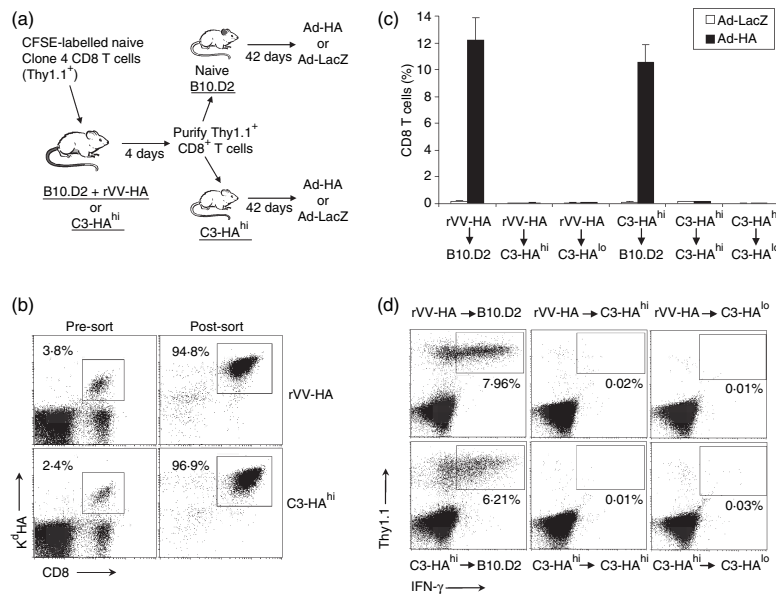 (a)
CFSE-labelled naive
Clone 4 CD8 T cells
(Thy1.1⁺)
B10.D2 + rVV-HA
or
C3-HAʰⁱ
4 days
Purify Thy1.1⁺
CD8⁺ T cells
Naive
B10.D2
42 days
Ad-HA
or
Ad-LacZ
C3-HAʰⁱ
42 days
Ad-HA
or
Ad-LacZ
(b)
Pre-sort Post-sort
3·8% 94·8%
rVV-HA
2·4% 96·9%
C3-HAʰⁱ
KᵈHA
CD8
(c)
Ad-LacZ
Ad-HA
CD8 T cells (%)
14
12
10
8
6
4
2
0
rVV-HA rVV-HA rVV-HA C3-HAʰⁱ C3-HAʰⁱ C3-HAʰⁱ
B10.D2 C3-HAʰⁱ C3-HAˡᵒ B10.D2 C3-HAʰⁱ C3-HAˡᵒ
(d)
rVV-HA B10.D2 rVV-HA C3-HAʰⁱ rVV-HA C3-HAˡᵒ
7·96% 0·02% 0·01%
6·21% 0·01% 0·03%
Thy1.1
C3-HAʰⁱ B10.D2 C3-HAʰⁱ C3-HAʰⁱ C3-HAʰⁱ C3-HAˡᵒ
IFN-γ